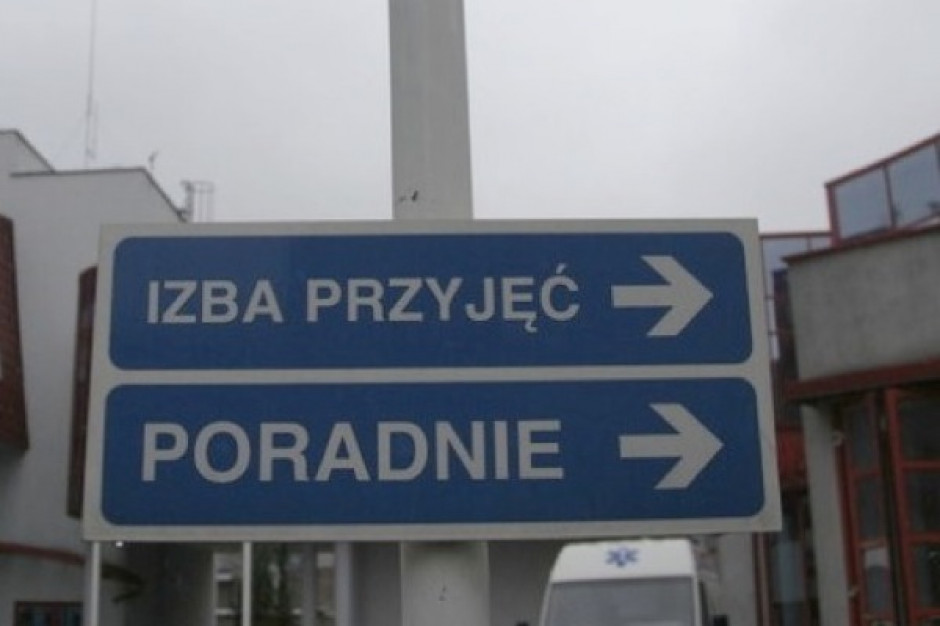 IZBA PRZYJĘĆ
PORADNIE